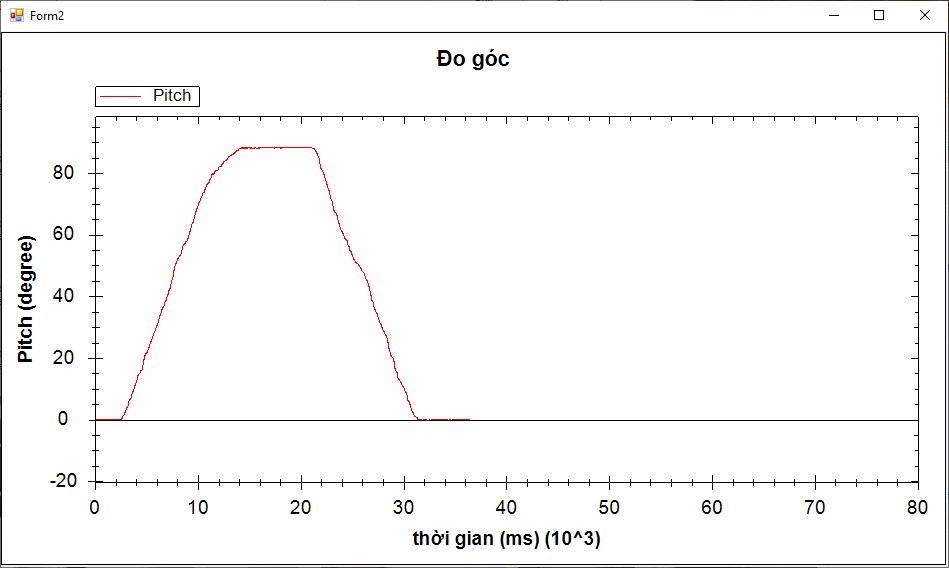 Form2
Đo góc
Pitch
80
60
40
20
0
-20
Pitch (degree)
0 10 20 30 40 50 60 70 80
thời gian (ms) (10^3)